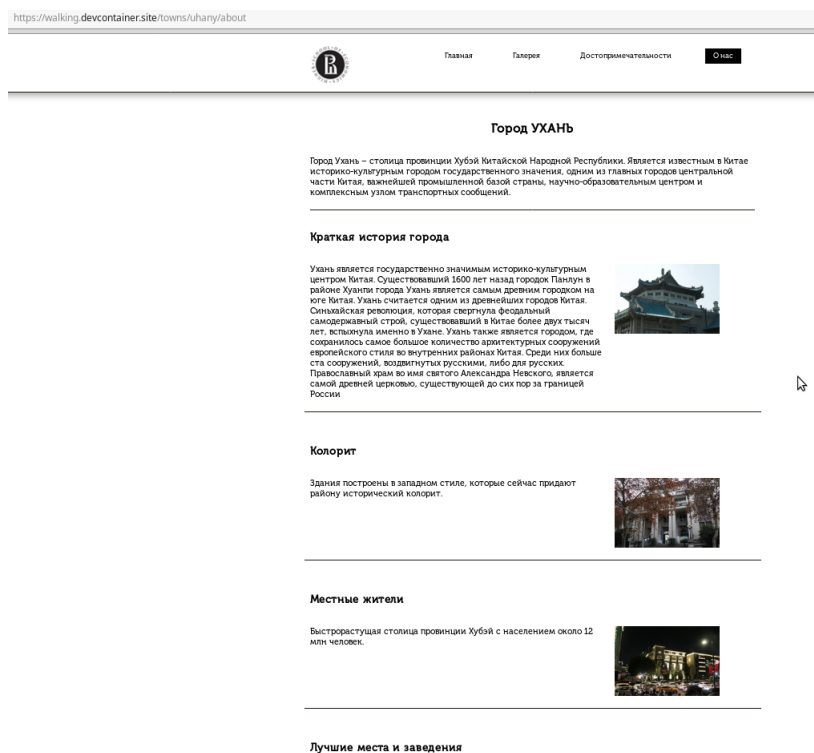 https://walking.devcontainer.site/towns/uhany/about
Главная
Галерея
Достопримечательности
О нас
Город УХАНЬ
Город Ухань – столица провинции Хубэй Китайской Народной Республики. Является известным в Китае
историко-культурным городом государственного значения, одним из главных городов центральной
части Китая, важнейшей промышленной базой страны, научно-образовательным центром и
комплексным узлом транспортных сообщений.
Краткая история города
Ухань является государственно значимым историко-культурным
центром Китая. Существовавший 1600 лет назад городок Панлун в
районе Хуанпи города Ухань является самым древним городком на
юге Китая. Ухань считается одним из древнейших городов Китая.
Синьхайская революция, которая свергнула феодальный
самодержавный строй, существовавший в Китае более двух тысяч
лет, вспыхнула именно в Ухане. Ухань также является городом, где
сохранилось самое большое количество архитектурных сооружений
европейского стиля во внутренних районах Китая. Среди них больше
ста сооружений, воздвигнутых русскими, либо для русских.
Православный храм во имя святого Александра Невского, является
самой древней церковью, существующей до сих пор за границей
России
Колорит
Здания построены в западном стиле, которые сейчас придают
району исторический колорит.
Местные жители
Быстрорастущая столица провинции Хубэй с населением около 12
млн человек.
Лучшие места и заведения